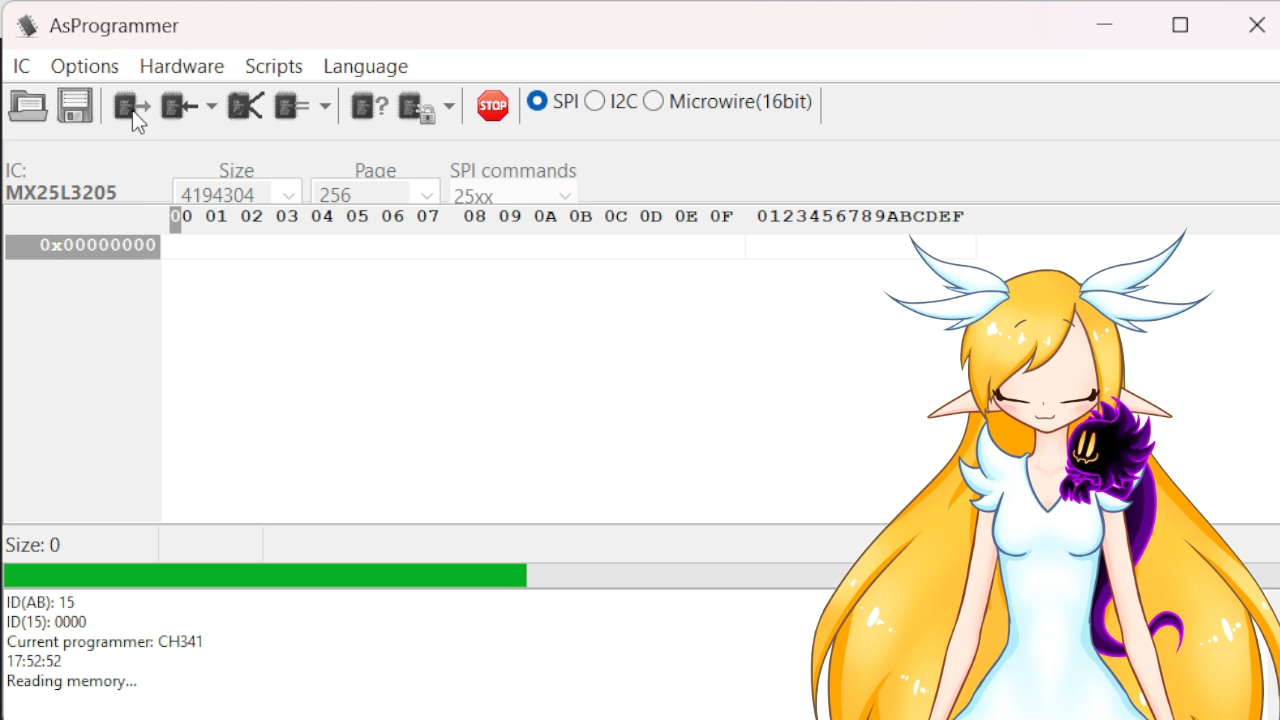 AsProgrammer
IC Options Hardware Scripts Language
STOP SPI I2C Microwire(16bit)
IC: Size Page SPI commands
MX25L3205 4194304 256 25xx
00 01 02 03 04 05 06 07 08 09 0A 0B 0C 0D 0E 0F 0123456789ABCDEF
0x00000000
Size: 0
ID(AB): 15
ID(15): 0000
Current programmer: CH341
17:52:52
Reading memory...